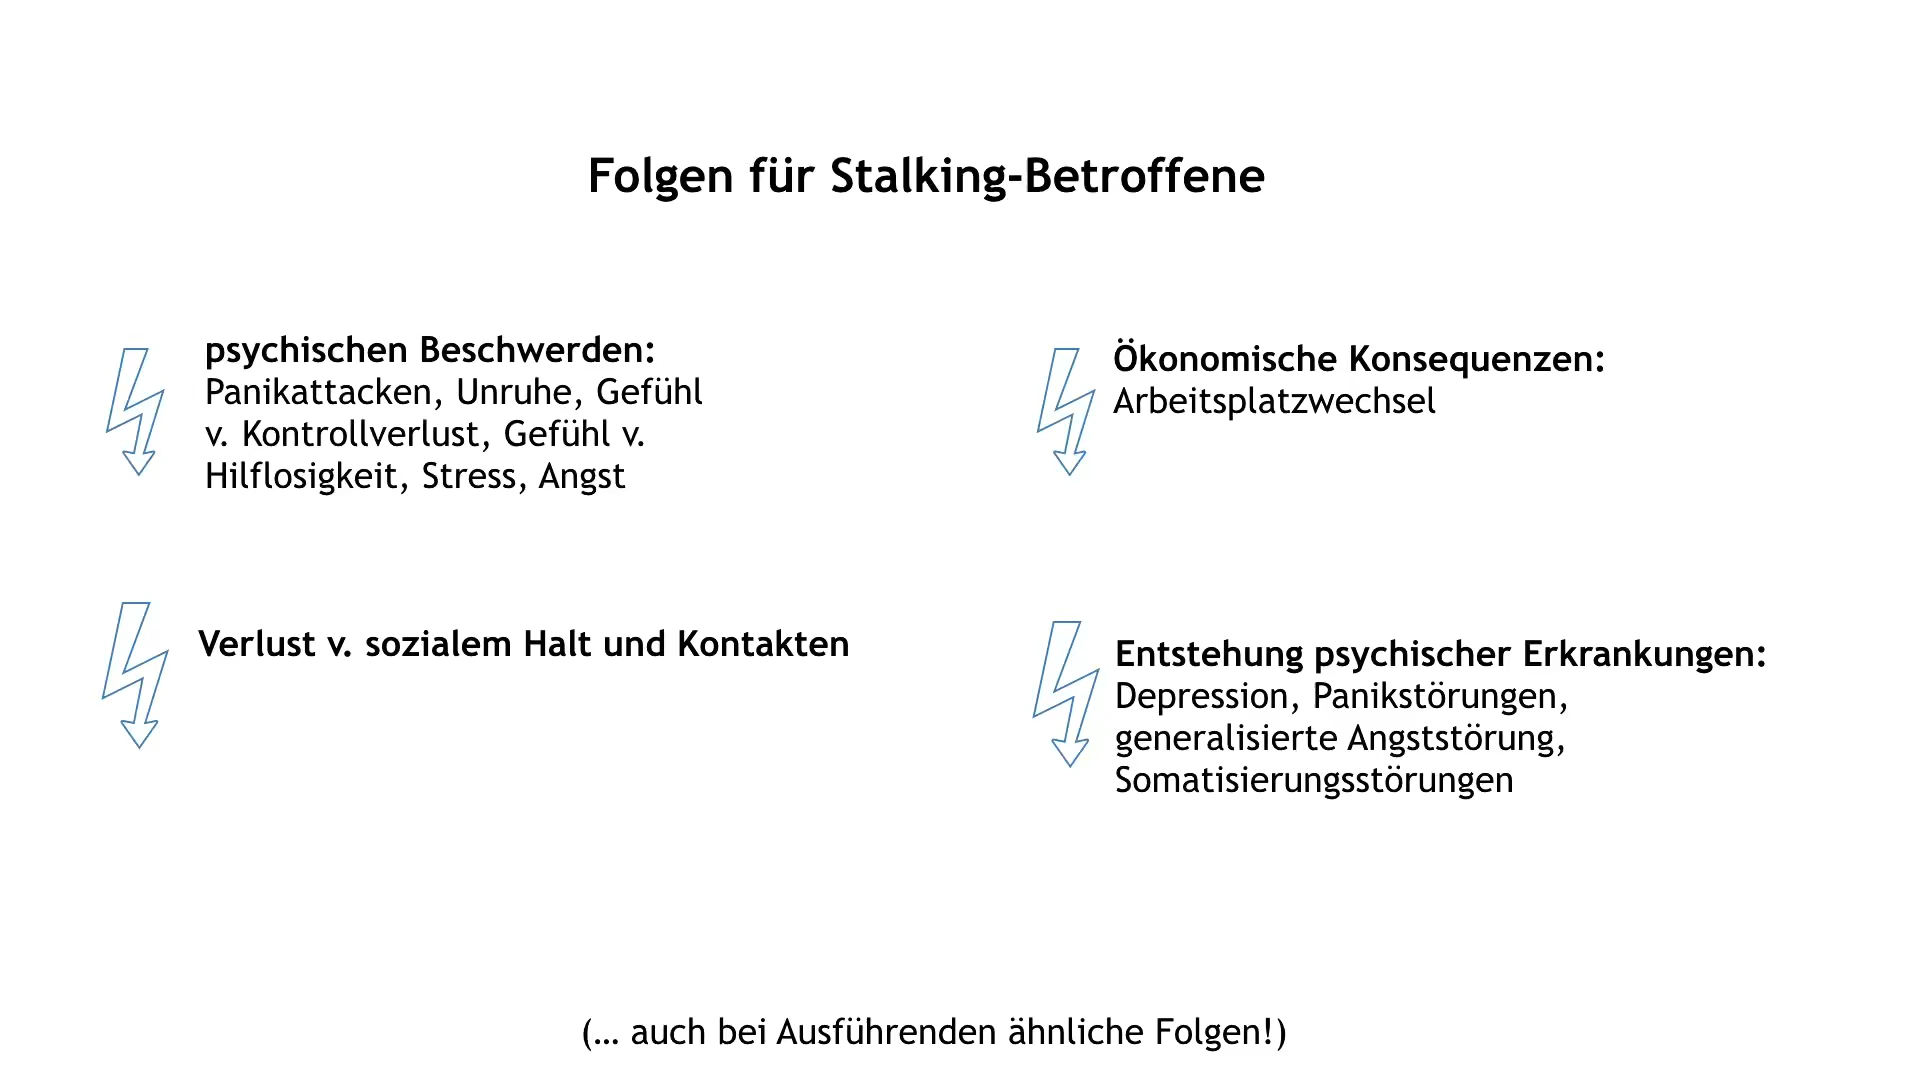 Folgen für Stalking-Betroffene
psychischen Beschwerden:
Panikattacken, Unruhe, Gefühl
v. Kontrollverlust, Gefühl v.
Hilflosigkeit, Stress, Angst
Ökonomische Konsequenzen:
Arbeitsplatzwechsel
Verlust v. sozialem Halt und Kontakten
Entstehung psychischer Erkrankungen:
Depression, Panikstörungen,
generalisierte Angststörung,
Somatisierungsstörungen
(… auch bei Ausführenden ähnliche Folgen!)